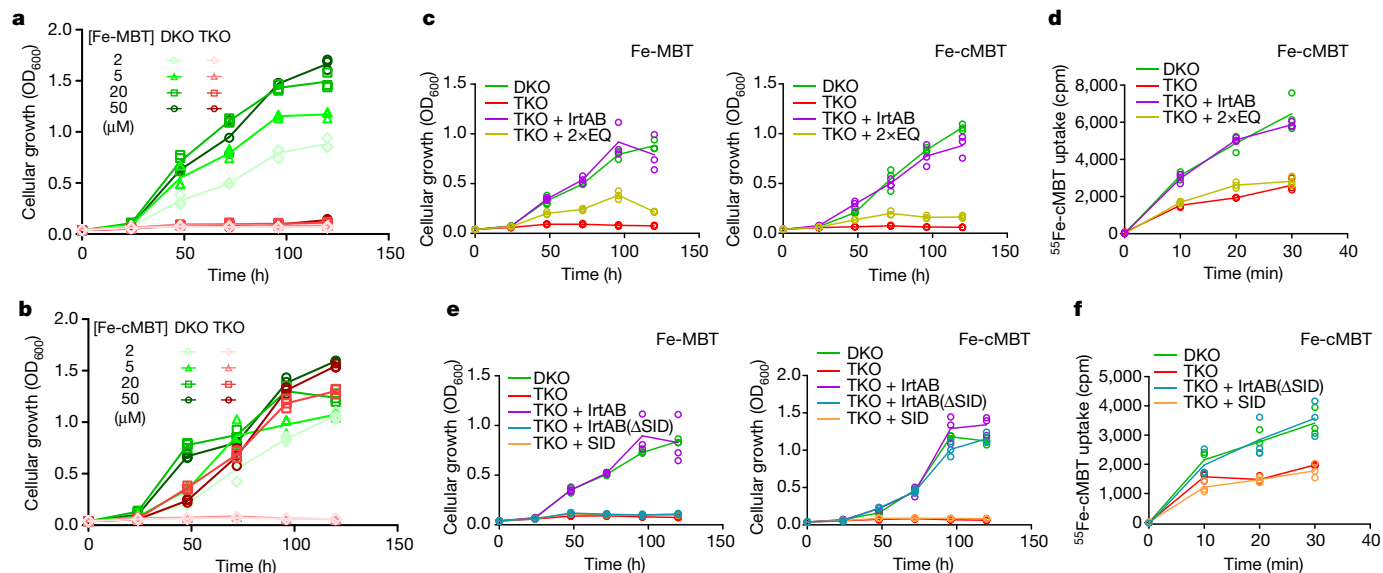 a
[Fe-MBT] DKO TKO
2
5
20
50
(μM)
Cellular growth (OD600)
2.0
1.5
1.0
0.5
0.0
0 50 100 150
Time (h)
b
[Fe-cMBT] DKO TKO
2
5
20
50
(μM)
Cellular growth (OD600)
2.0
1.5
1.0
0.5
0.0
0 50 100 150
Time (h)
c
Fe-MBT
DKO
TKO
TKO + IrtAB
TKO + 2×EQ
Cellular growth (OD600)
1.5
1.0
0.5
0.0
0 50 100 150
Time (h)
Fe-cMBT
DKO
TKO
TKO + IrtAB
TKO + 2×EQ
Cellular growth (OD600)
1.5
1.0
0.5
0.0
0 50 100 150
Time (h)
d
Fe-cMBT
DKO
TKO
TKO + IrtAB
TKO + 2×EQ
55Fe-cMBT uptake (cpm)
8,000
6,000
4,000
2,000
0
0 10 20 30 40
Time (min)
e
Fe-MBT
DKO
TKO
TKO + IrtAB
TKO + IrtAB(ΔSID)
TKO + SID
Cellular growth (OD600)
1.5
1.0
0.5
0.0
0 50 100 150
Time (h)
Fe-cMBT
DKO
TKO
TKO + IrtAB
TKO + IrtAB(ΔSID)
TKO + SID
Cellular growth (OD600)
2.0
1.5
1.0
0.5
0.0
0 50 100 150
Time (h)
f
Fe-cMBT
DKO
TKO
TKO + IrtAB(ΔSID)
TKO + SID
55Fe-cMBT uptake (cpm)
5,000
4,000
3,000
2,000
1,000
0
0 10 20 30 40
Time (min)